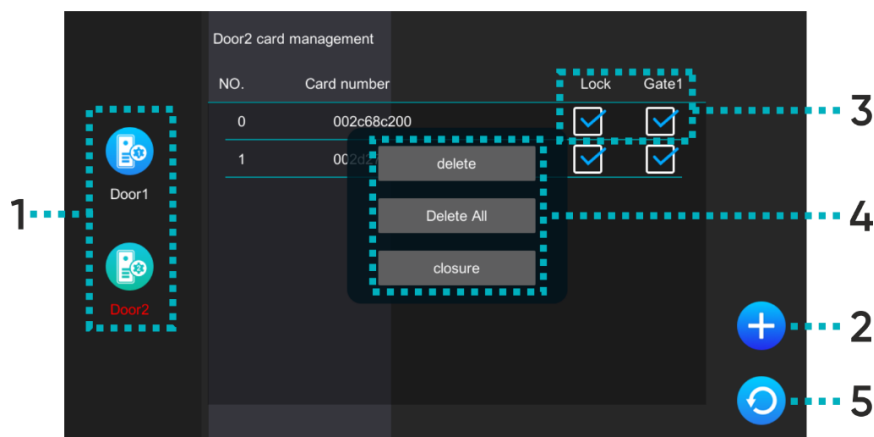 Door2 card management
NO. Card number Lock Gate1
0 002c68c200
1
delete
Delete All
closure
Door1
Door2
1
3
4
2
5